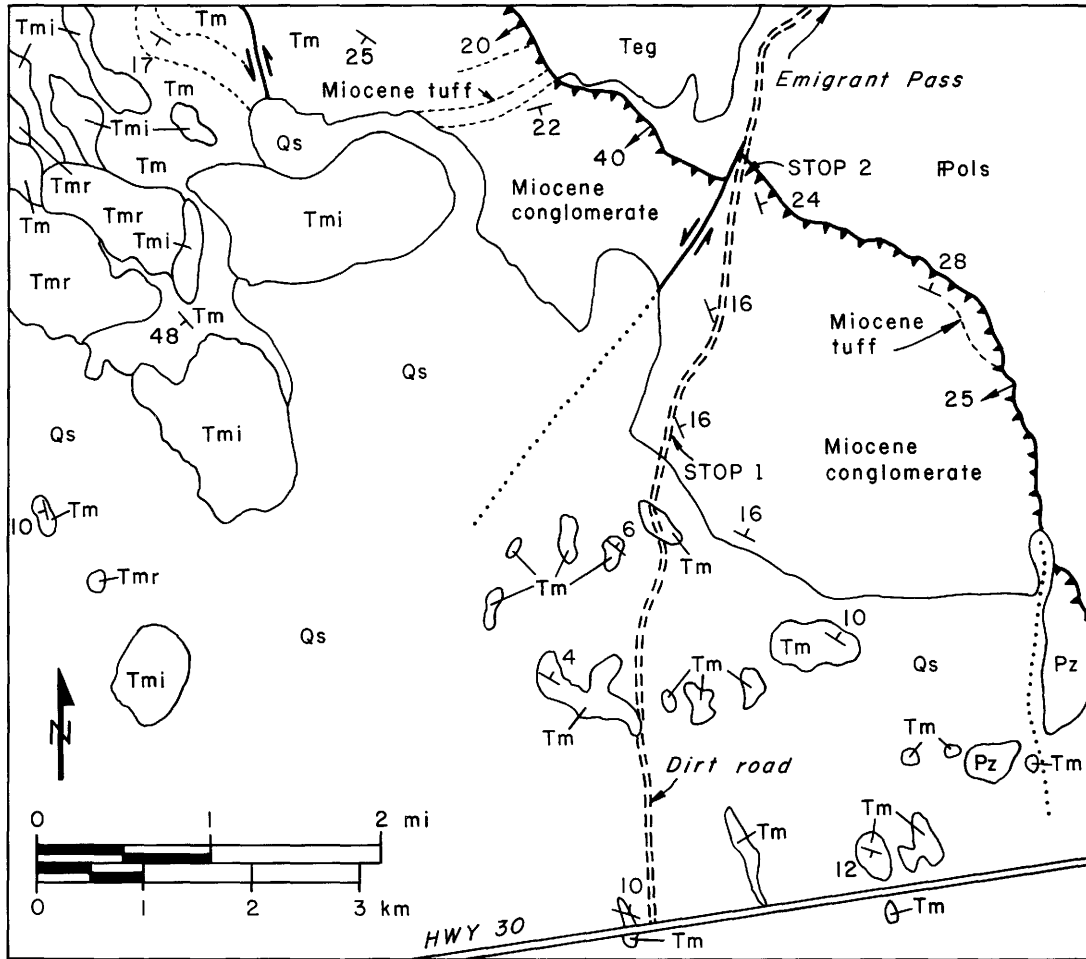 Tm
Tmi
17
Tm
25
20
Teg
Emigrant Pass
Miocene tuff
Tm
22
Tmi
Qs
40
STOP 2
IPols
Tm
Miocene
conglomerate
24
Tmr
Tm
Tmr
Tmi
Tmi
28
Tmr
Tm
16
Miocene
tuff
48
Qs
25
Qs
Tmi
16
Miocene
conglomerate
STOP 1
10
Tm
16
6
Tm
Tm
Tmr
Qs
10
Tm
Tmi
4
Tm
Qs
Pz
N
Tm
Tm
Pz
Tm
Dirt road
0 1 2 mi
Tm
Tm
12
0 1 2 3 km
10
HWY 30
Tm
Tm